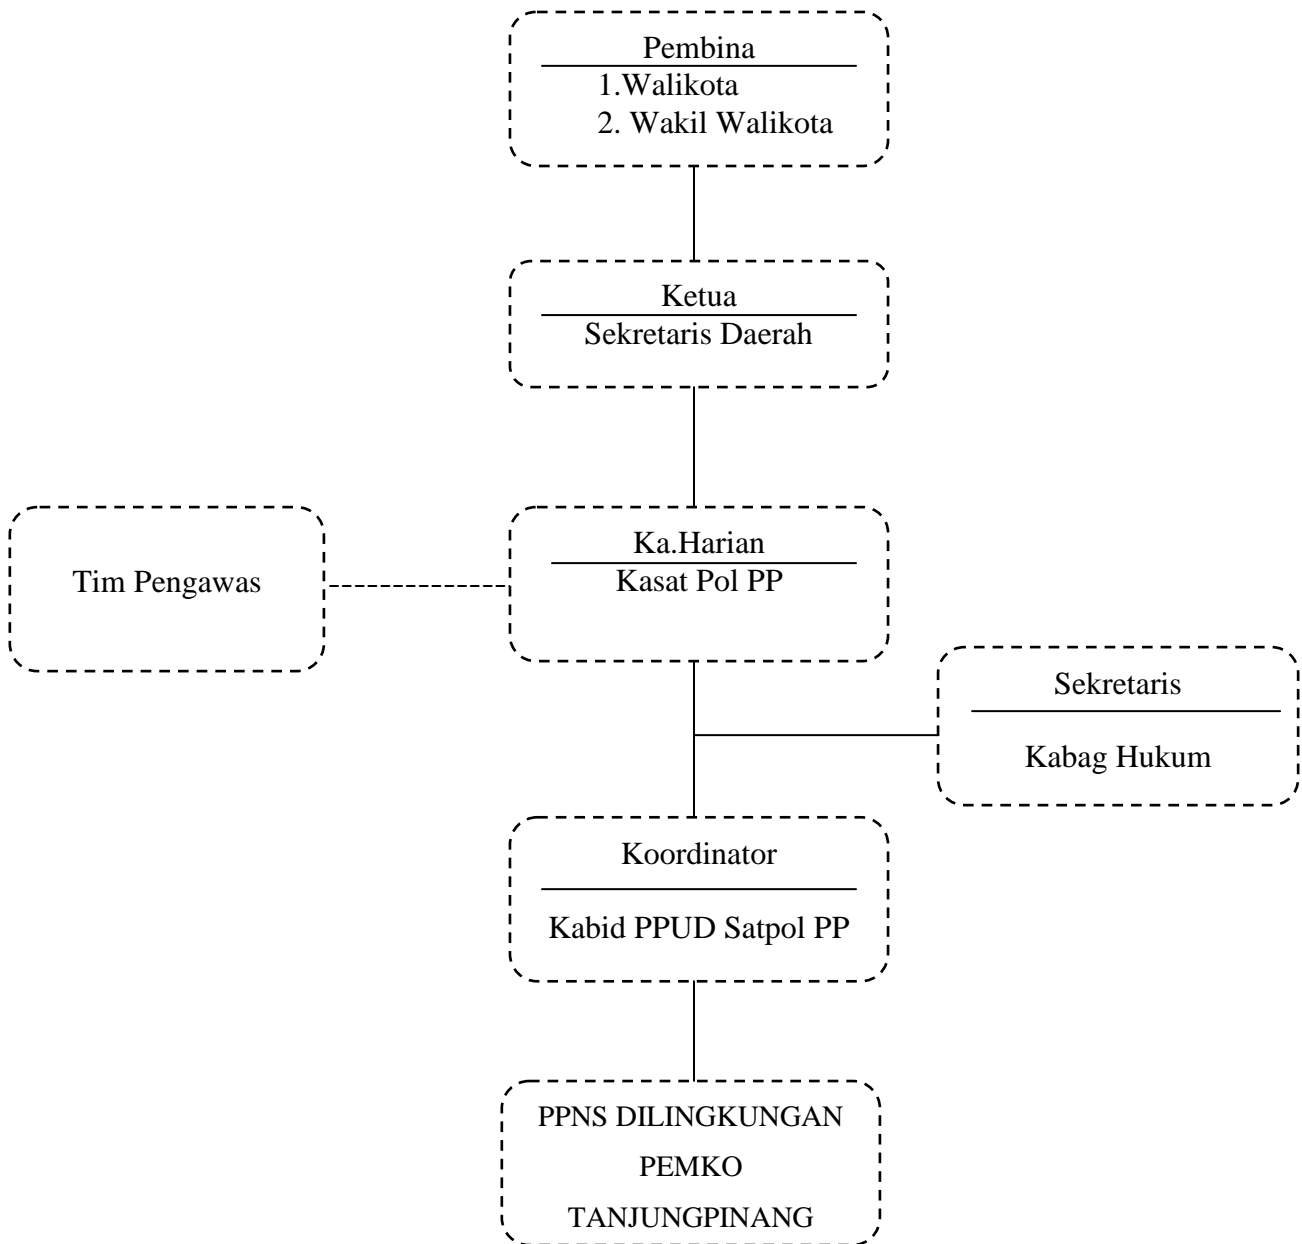 Pembina
1.Walikota
2. Wakil Walikota
Ketua
Sekretaris Daerah
Ka.Harian
Kasat Pol PP
Tim Pengawas
Sekretaris
Kabag Hukum
Koordinator
Kabid PPUD Satpol PP
PPNS DILINGKUNGAN
PEMKO
TANJUNGPINANG